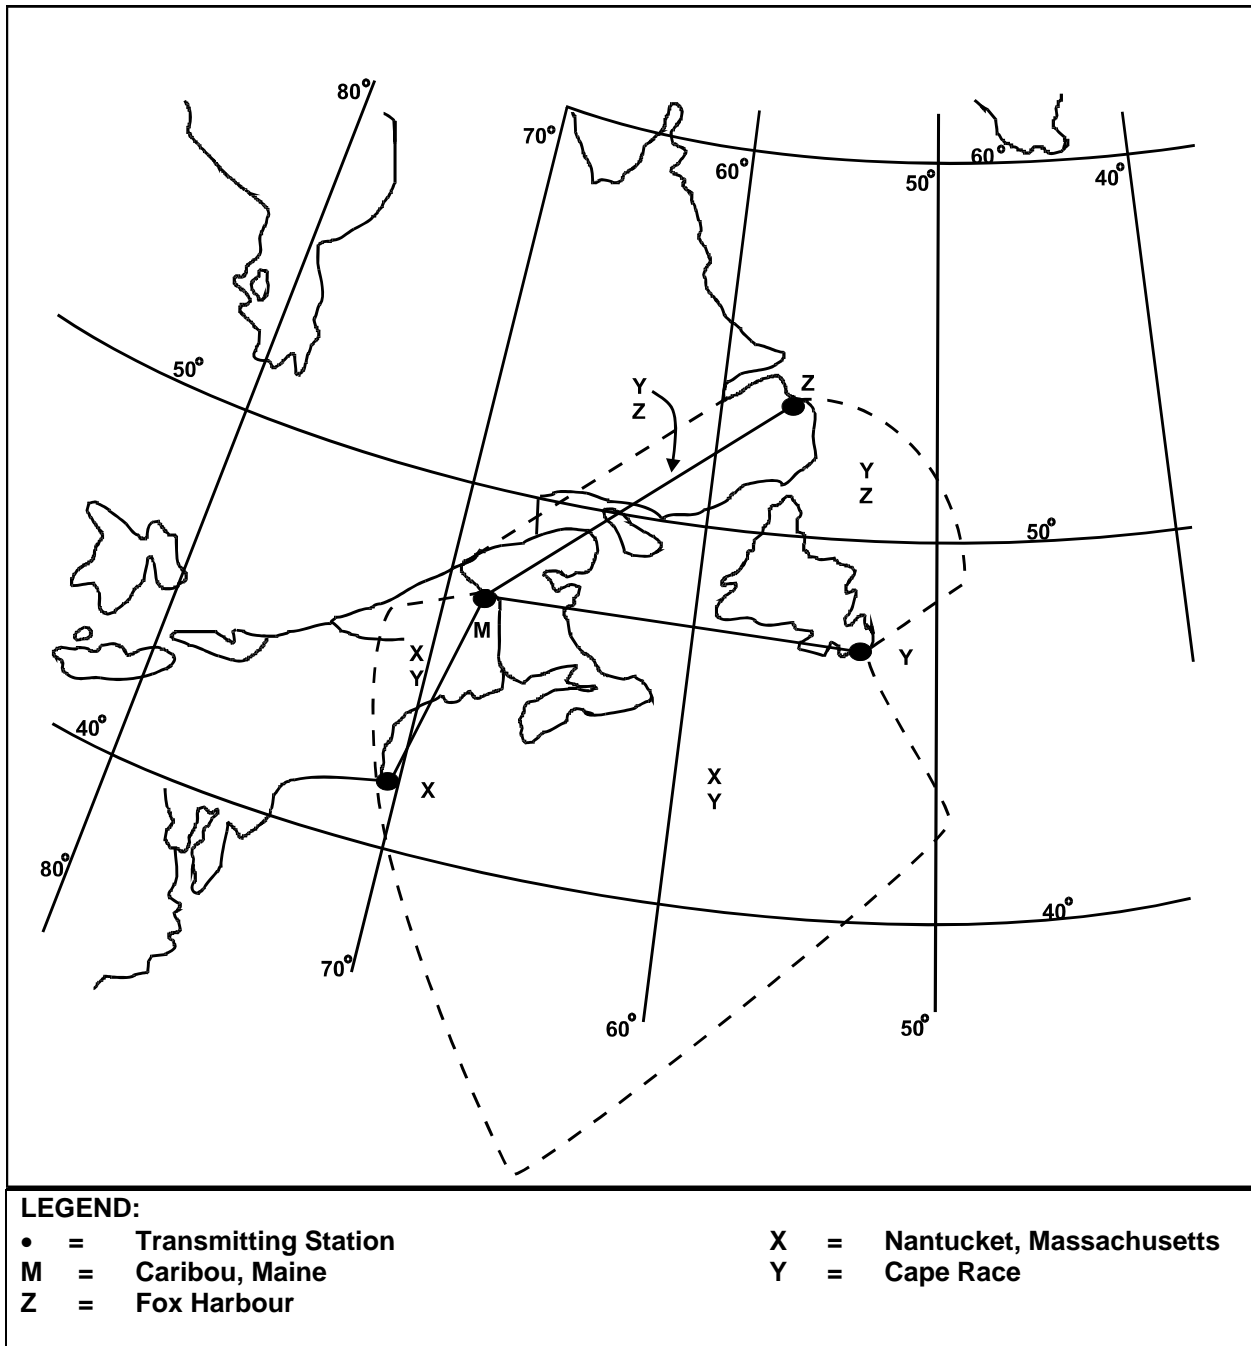 80°
70°
60°
60°
50°
40°
50°
Y
Z
Z
Y
Z
50°
M
X
Y
Y
40°
X
X
Y
80°
40°
70°
60°
50°
LEGEND:
• = Transmitting Station
X = Nantucket, Massachusetts
M = Caribou, Maine
Y = Cape Race
Z = Fox Harbour